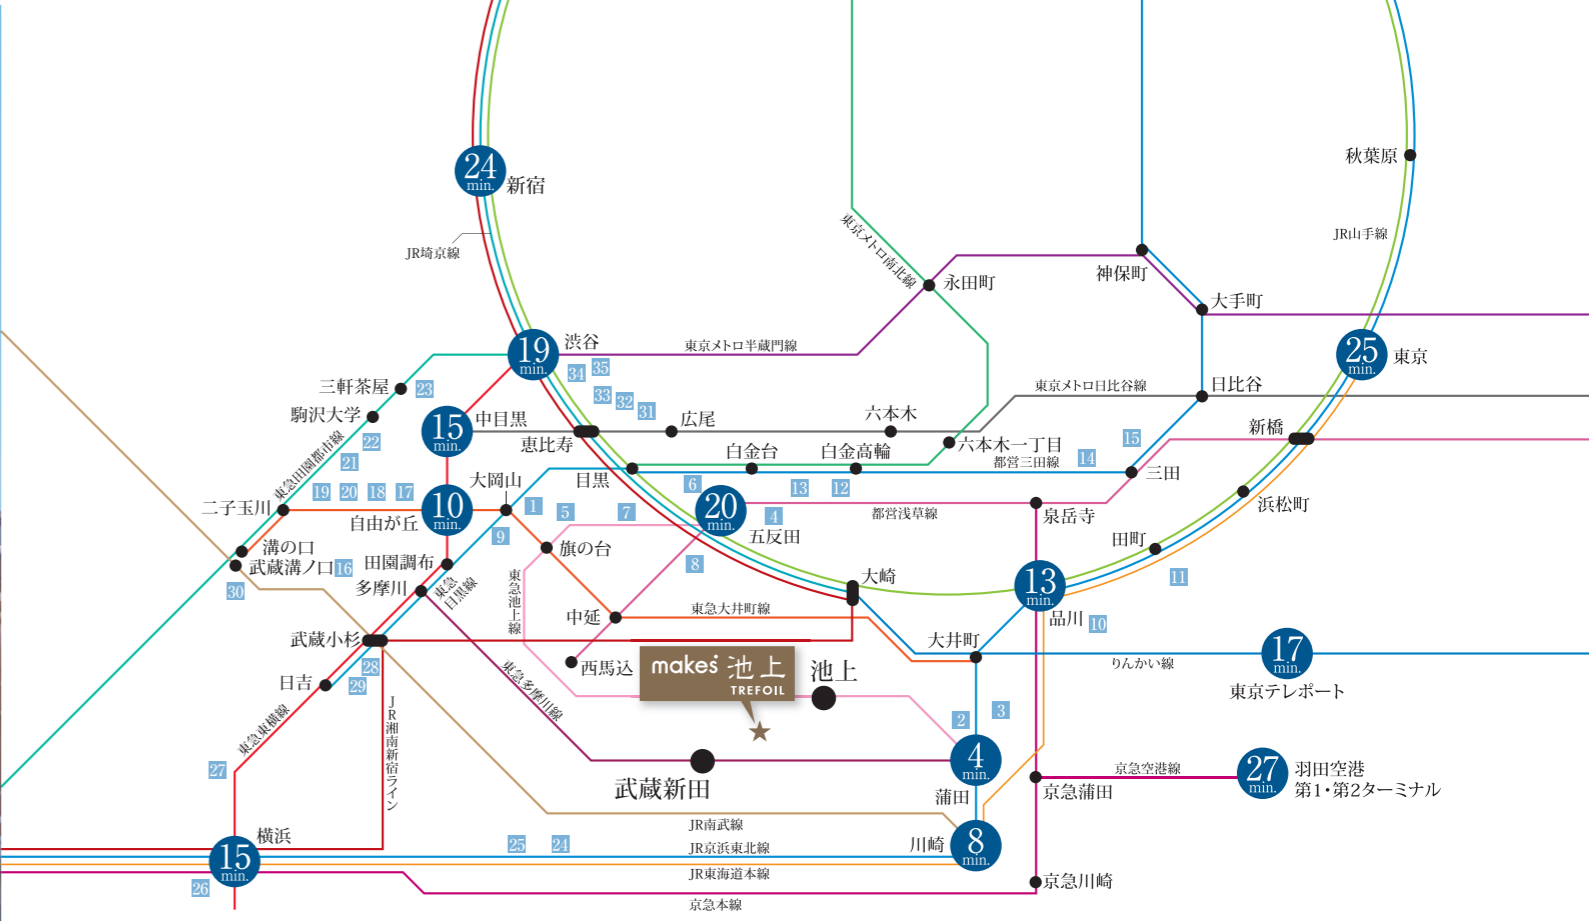 秋葉原
24
min.
新宿
JR山手線
JR埼京線
東京メトロ南北線
永田町
神保町
大手町
19
min.
渋谷
東京メトロ半蔵門線
25
min.
東京
34
35
三軒茶屋
23
33
32
31
東京メトロ日比谷線
日比谷
駒沢大学
15
min.
中目黒
恵比寿
広尾
六本木
新橋
22
21
東急田園都市線
白金台
白金高輪
六本木一丁目
都営三田線
14
15
三田
大岡山
目黒
6
13
12
19
20
18
17
二子玉川
自由が丘
10
min.
1
5
7
20
min.
4
五反田
都営浅草線
泉岳寺
浜松町
9
旗の台
8
田町
溝の口
武蔵溝ノ口
16
田園調布
多摩川
東急
目黒線
東急池上線
大崎
13
min.
品川
10
11
30
中延
東急大井町線
武蔵小杉
大井町
りんかい線
17
min.
東京テレポート
28
29
日吉
西馬込
makes
池上
TREFOIL
池上
東急多摩川線
JR湘南新宿ライン
東急東横線
2
3
27
武蔵新田
4
min.
蒲田
京急空港線
京急蒲田
27
min.
羽田空港
第1・第2ターミナル
横浜
15
min.
26
25
24
JR南武線
JR京浜東北線
JR東海道本線
京急本線
川崎
8
min.
京急川崎